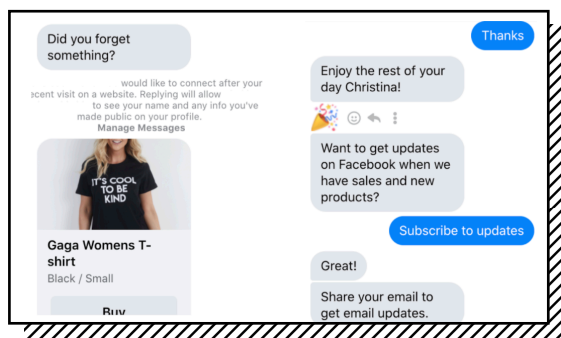 Did you forget
something?
would like to connect after your
ecent visit on a website. Replying will allow
to see your name and any info you've
made public on your profile.
Manage Messages
IT'S COOL
TO BE
KIND
Gaga Womens T-
shirt
Black / Small
Buy
Thanks
Enjoy the rest of your
day Christina!
Want to get updates
on Facebook when we
have sales and new
products?
Subscribe to updates
Great!
Share your email to
get email updates.